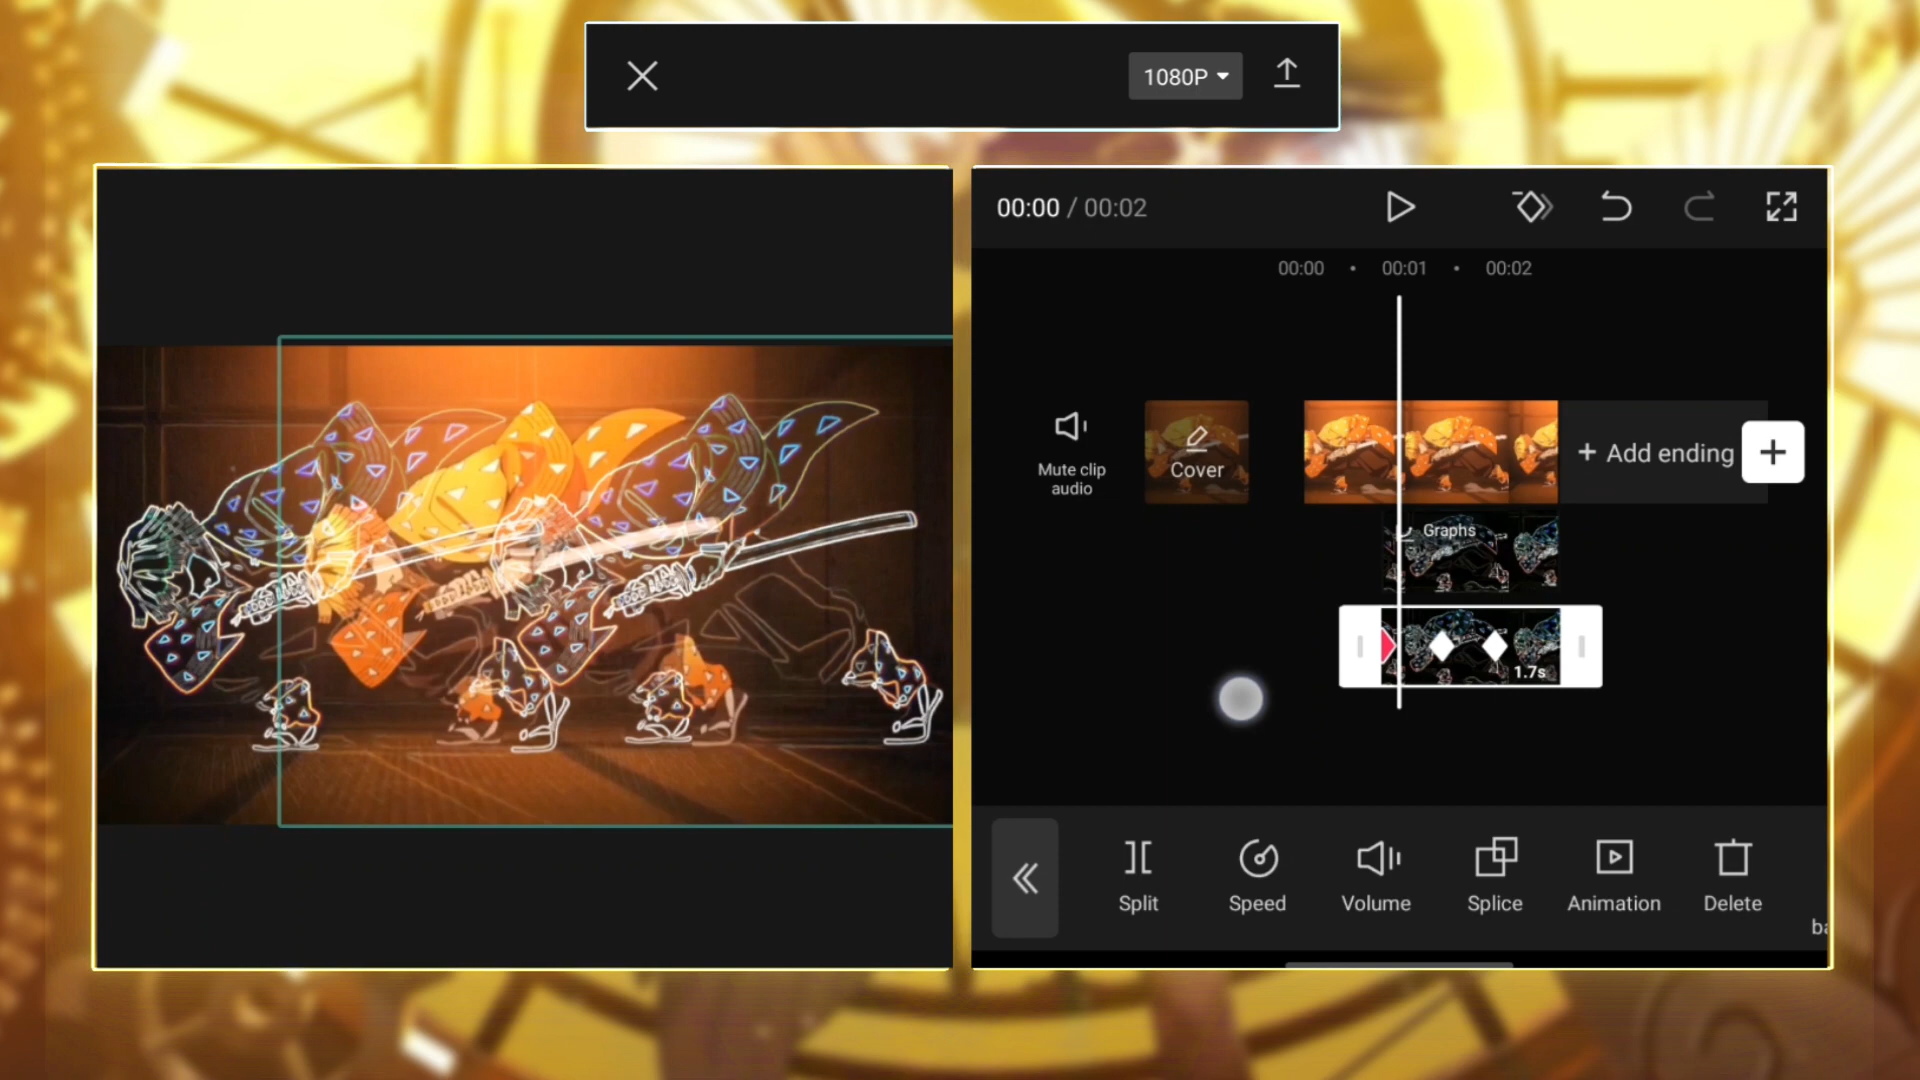 1080P
00:00 / 00:02
00:00 • 00:01 • 00:02
Mute clip
audio
Cover
+ Add ending
Graphs
1.7s
Split
Speed
Volume
Splice
Animation
Delete